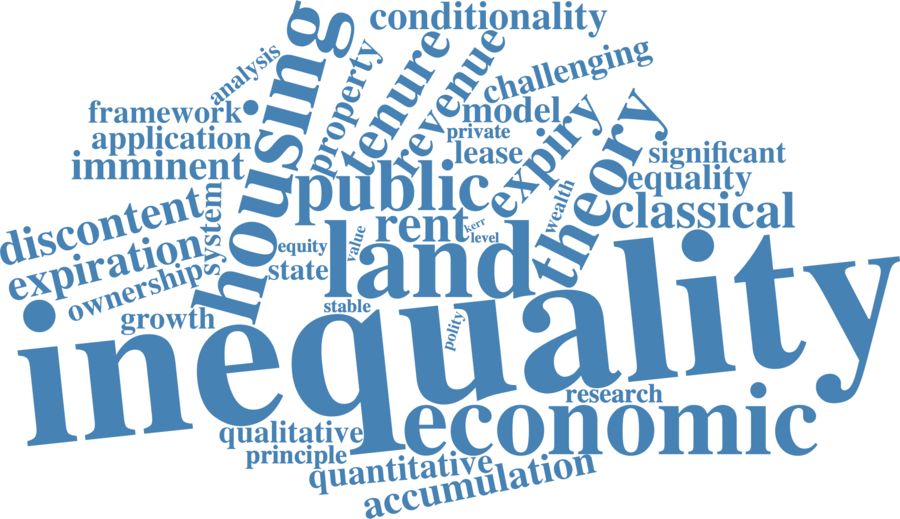 conditionality
housing
analysis
property
tenure
revenue
challenging
framework
model
application
private
imminent
lease
expiry
theory
significant
public
equality
discontent
system
wealth
classical
rent
kerr
level
expiration
equity
value
land
ownership
state
stable
growth
polity
inequality
research
economic
qualitative
principle
quantitative
accumulation